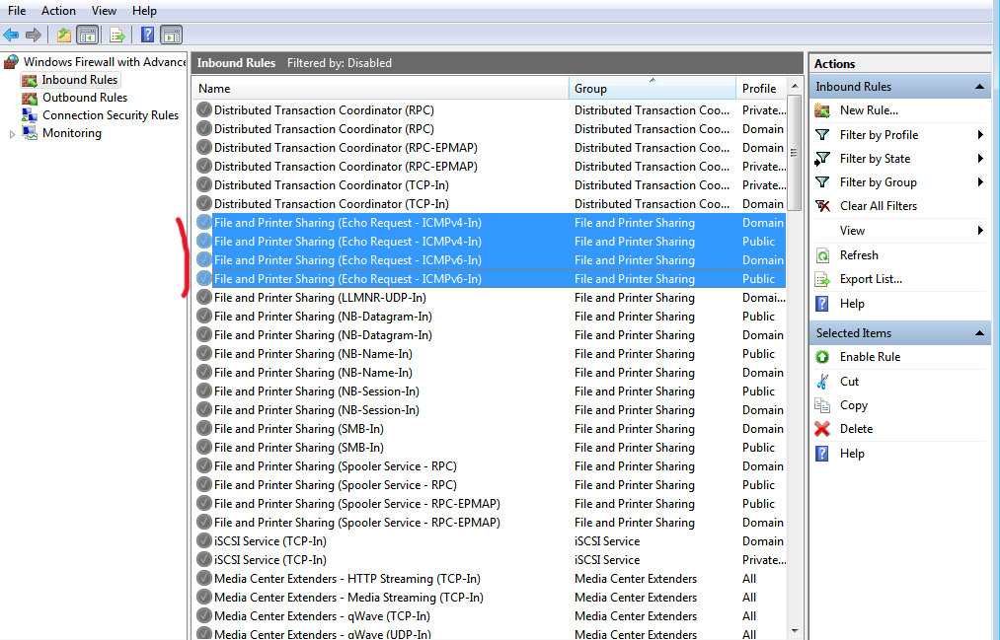 File Action View Help
Windows Firewall with Advance
Inbound Rules
Outbound Rules
Connection Security Rules
Monitoring
Inbound Rules Filtered by: Disabled
Name Group Profile
Distributed Transaction Coordinator (RPC) Distributed Transaction Coo... Private...
Distributed Transaction Coordinator (RPC) Distributed Transaction Coo... Domain
Distributed Transaction Coordinator (RPC-EPMAP) Distributed Transaction Coo... Domain
Distributed Transaction Coordinator (RPC-EPMAP) Distributed Transaction Coo... Private...
Distributed Transaction Coordinator (TCP-In) Distributed Transaction Coo... Private...
Distributed Transaction Coordinator (TCP-In) Distributed Transaction Coo... Domain
File and Printer Sharing (Echo Request - ICMPv4-In) File and Printer Sharing Domain
File and Printer Sharing (Echo Request - ICMPv4-In) File and Printer Sharing Public
File and Printer Sharing (Echo Request - ICMPv6-In) File and Printer Sharing Domain
File and Printer Sharing (Echo Request - ICMPv6-In) File and Printer Sharing Public
File and Printer Sharing (LLMNR-UDP-In) File and Printer Sharing Domai...
File and Printer Sharing (NB-Datagram-In) File and Printer Sharing Public
File and Printer Sharing (NB-Datagram-In) File and Printer Sharing Domain
File and Printer Sharing (NB-Name-In) File and Printer Sharing Public
File and Printer Sharing (NB-Name-In) File and Printer Sharing Domain
File and Printer Sharing (NB-Session-In) File and Printer Sharing Public
File and Printer Sharing (NB-Session-In) File and Printer Sharing Domain
File and Printer Sharing (SMB-In) File and Printer Sharing Domain
File and Printer Sharing (SMB-In) File and Printer Sharing Public
File and Printer Sharing (Spooler Service - RPC) File and Printer Sharing Domain
File and Printer Sharing (Spooler Service - RPC) File and Printer Sharing Public
File and Printer Sharing (Spooler Service - RPC-EPMAP) File and Printer Sharing Public
File and Printer Sharing (Spooler Service - RPC-EPMAP) File and Printer Sharing Domain
iSCSI Service (TCP-In) iSCSI Service Domain
iSCSI Service (TCP-In) iSCSI Service Private...
Media Center Extenders - HTTP Streaming (TCP-In) Media Center Extenders All
Media Center Extenders - Media Streaming (TCP-In) Media Center Extenders All
Media Center Extenders - qWave (TCP-In) Media Center Extenders All
Media Center Extenders - qWave (UDP-In) Media Center Extenders All
Actions
Inbound Rules
New Rule...
Filter by Profile
Filter by State
Filter by Group
Clear All Filters
View
Refresh
Export List...
Help
Selected Items
Enable Rule
Cut
Copy
Delete
Help